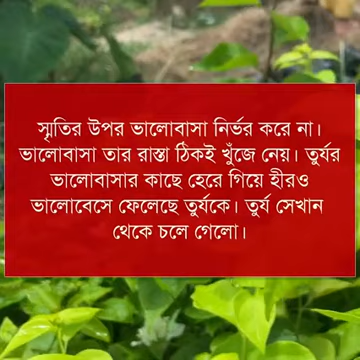 স্মৃতির উপর ভালোবাসা নির্ভর করে না।
ভালোবাসা তার রাস্তা ঠিকই খুঁজে নেয়। তুর্যর
ভালোবাসার কাছে হেরে গিয়ে হীরও
ভালোবেসে ফেলেছে তুর্যকে। তুর্য সেখান
থেকে চলে গেলো।